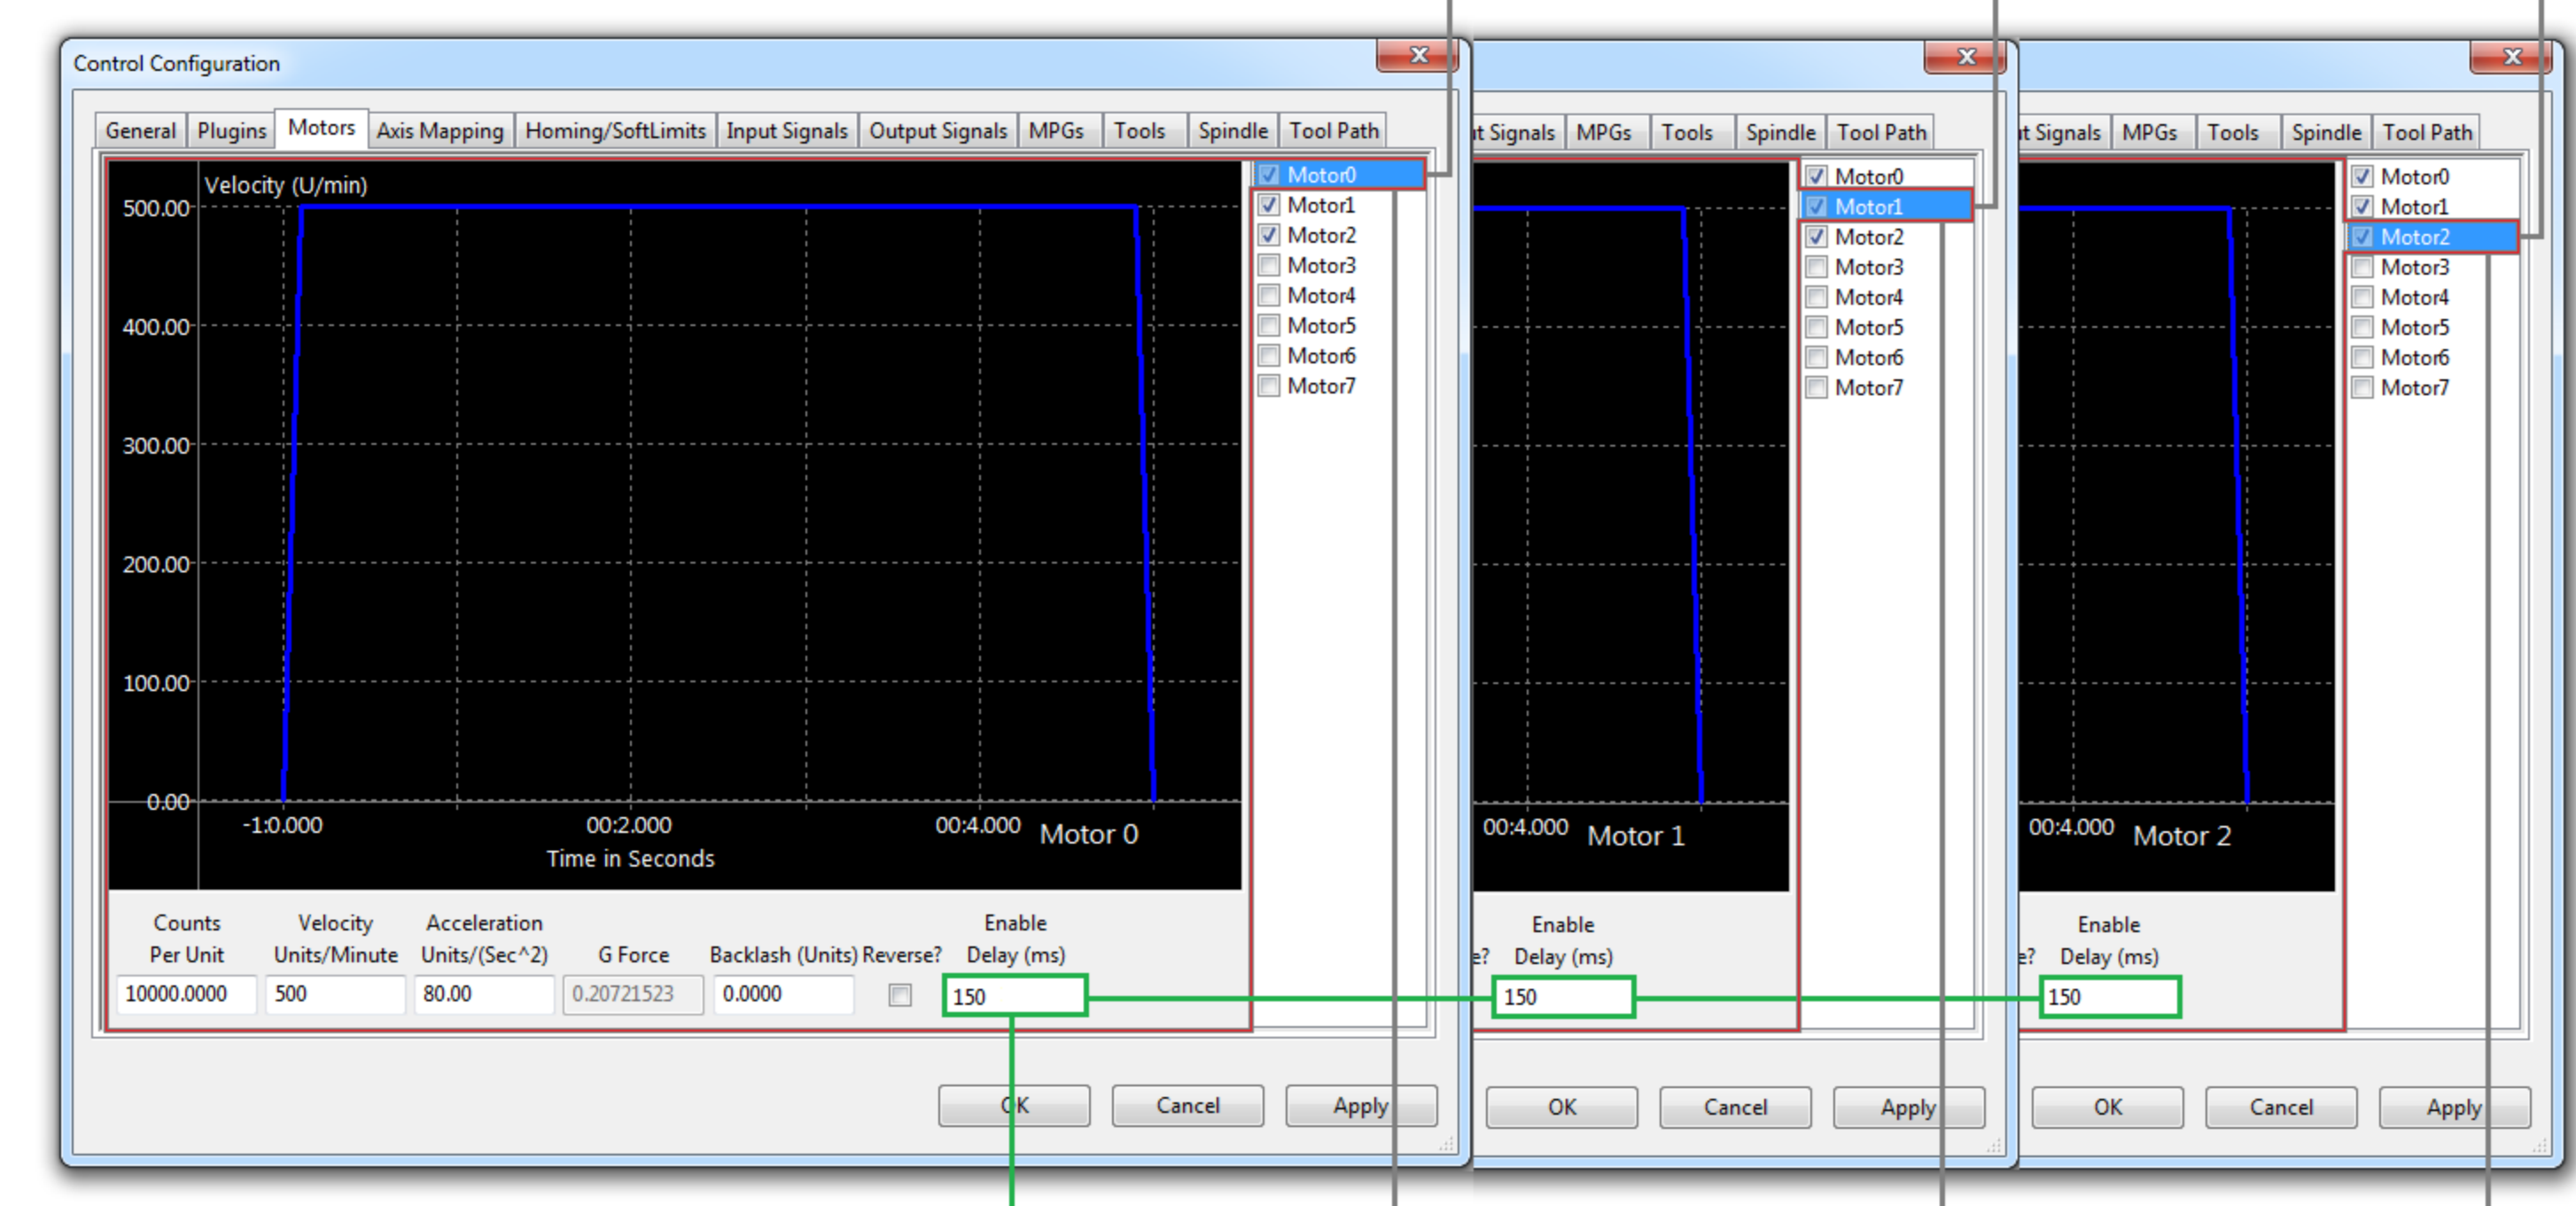 Control Configuration
General Plugins Motors Axis Mapping Homing/SoftLimits Input Signals Output Signals MPGs Tools Spindle Tool Path
Velocity (U/min)
500.00
400.00
300.00
200.00
100.00
0.00
-1:0.000 00:2.000 00:4.000 Motor 0
Time in Seconds
Motor0
Motor1
Motor2
Motor3
Motor4
Motor5
Motor6
Motor7
Counts Per Unit
Velocity Units/Minute
Acceleration Units/(Sec^2)
G Force
Backlash (Units)
Reverse?
Enable Delay (ms)
10000.0000 500 80.00 0.20721523 0.0000 150
OK Cancel Apply
t Signals MPGs Tools Spindle Tool Path
Motor0
Motor1
Motor2
Motor3
Motor4
Motor5
Motor6
Motor7
00:4.000 Motor 1
Enable
e? Delay (ms)
150
OK Cancel Apply
t Signals MPGs Tools Spindle Tool Path
Motor0
Motor1
Motor2
Motor3
Motor4
Motor5
Motor6
Motor7
00:4.000 Motor 2
Enable
e? Delay (ms)
150
OK Cancel Apply